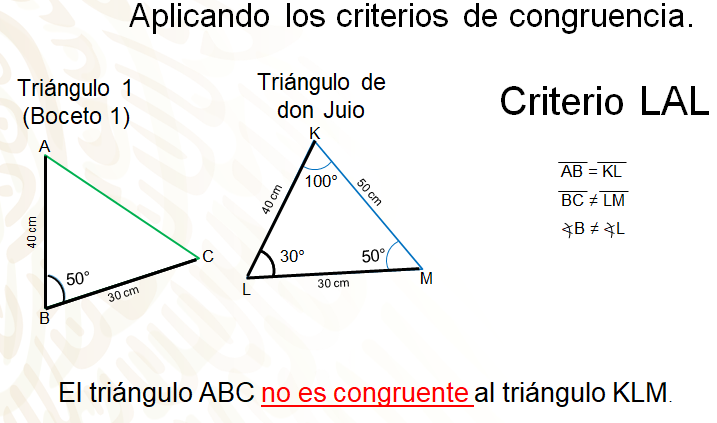 Aplicando los criterios de congruencia.
Triángulo 1
(Boceto 1)
A
40 cm
50°
B
30 cm
C
Triángulo de
don Juio
K
100°
40 cm
50 cm
30°
50°
L
30 cm
M
Criterio LAL
AB = KL
BC ≠ LM
∢B ≠ ∢L
El triángulo ABC no es congruente al triángulo KLM.